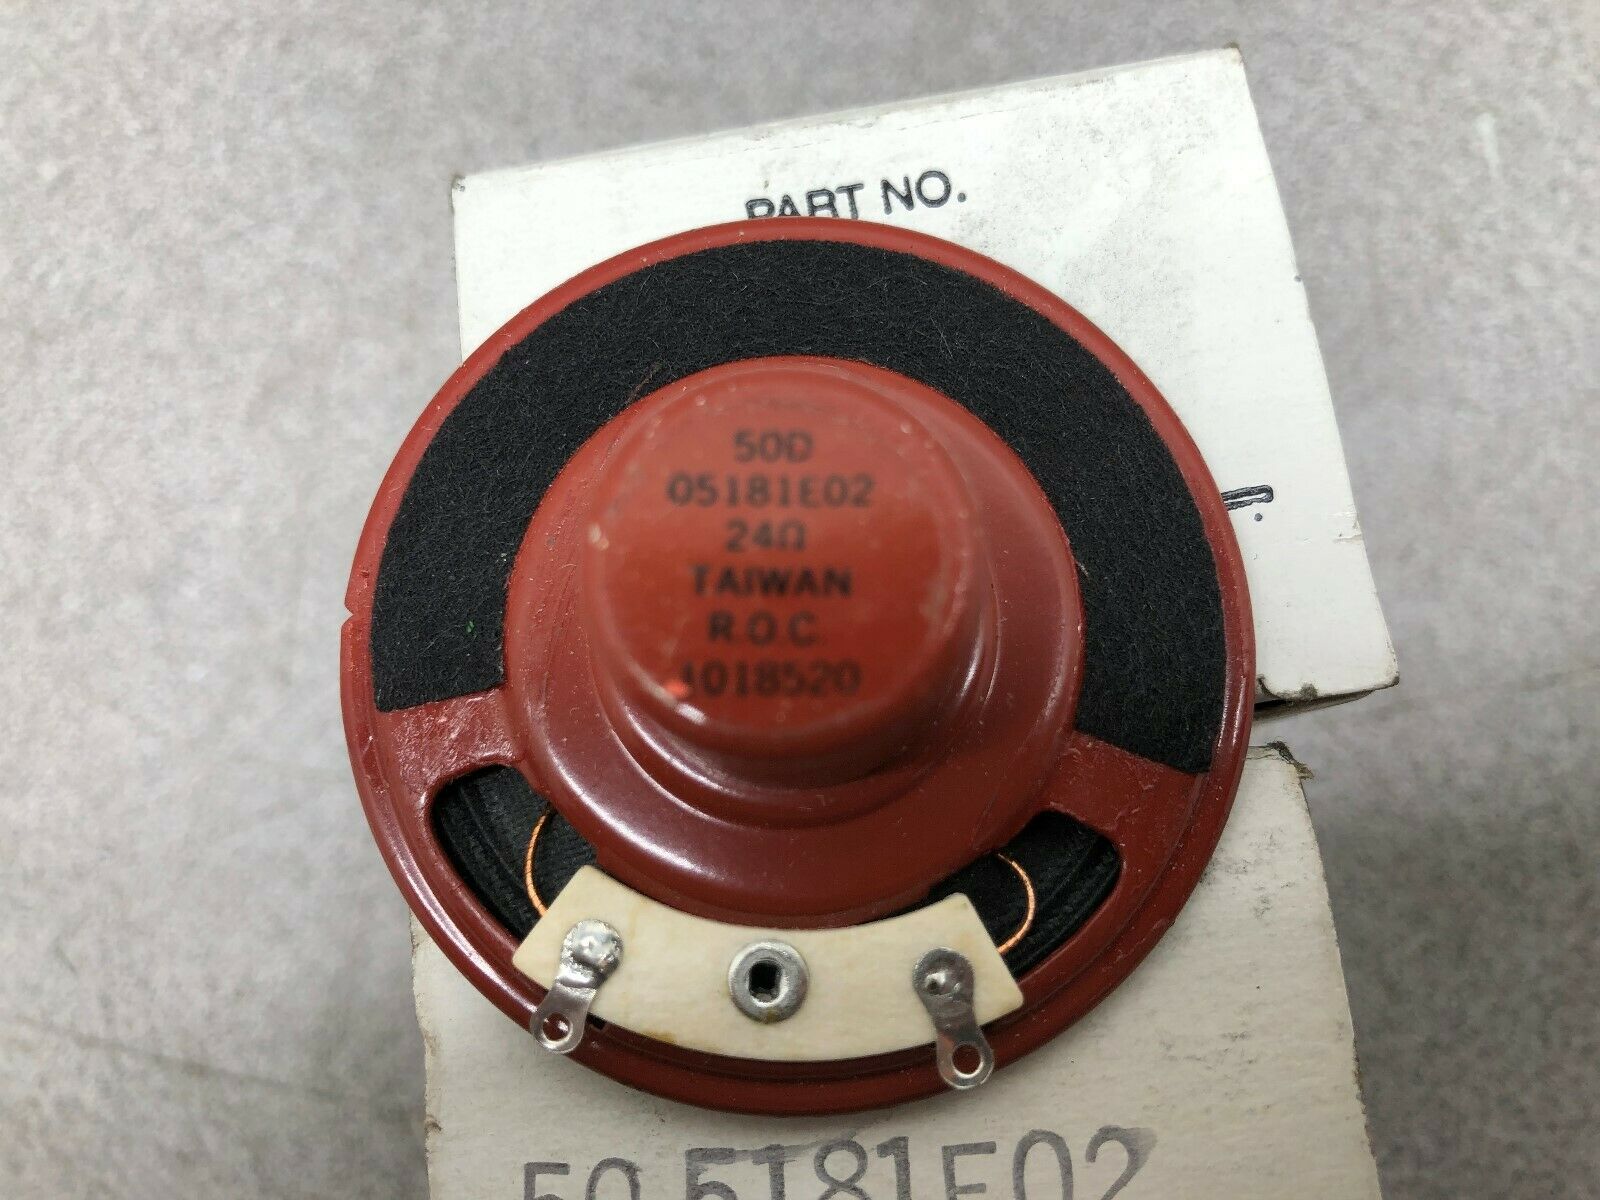 PART NO.
50D
05181E02
24Ω
TAIWAN
R.O.C.
4018520
50 5181E02